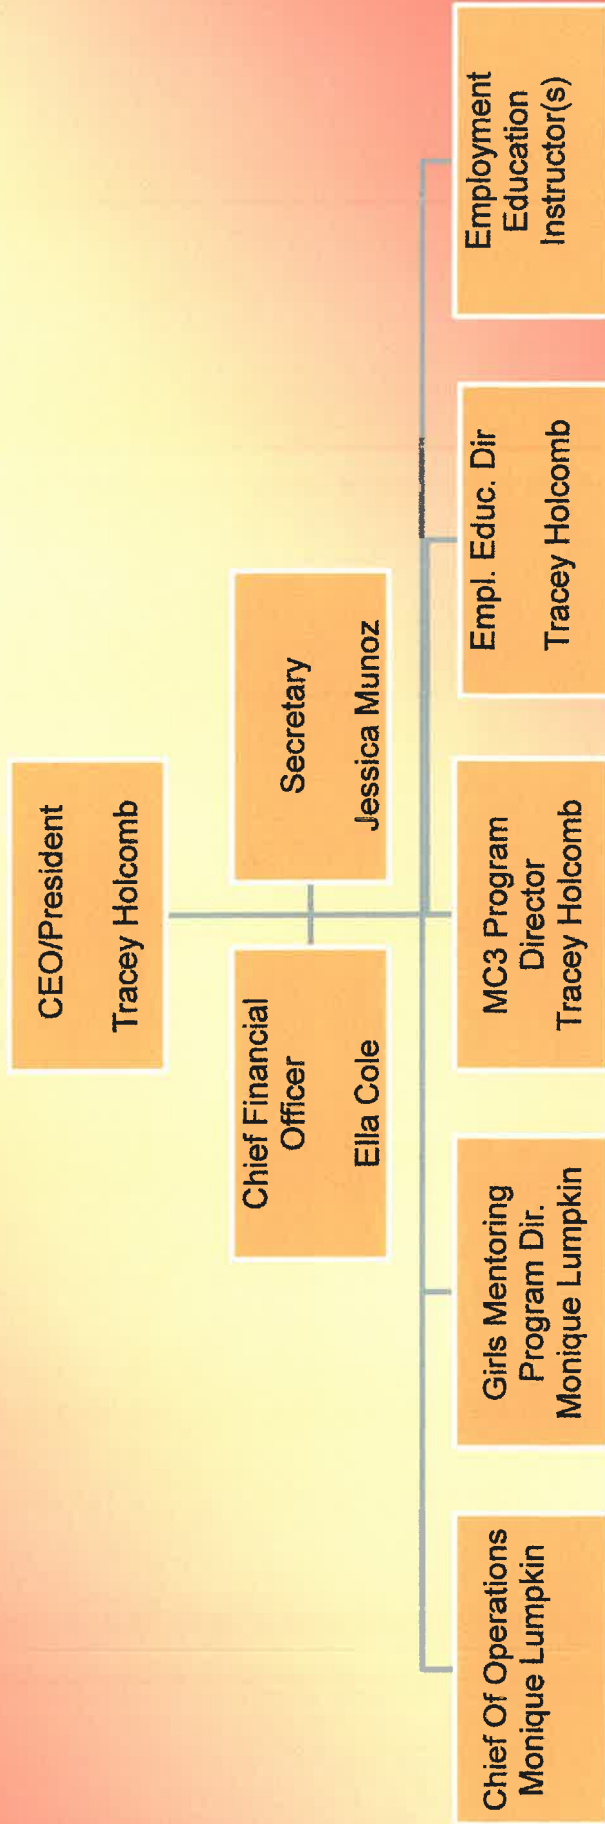 CEO/President
Tracey Holcomb
Chief Financial
Officer
Ella Cole
Secretary
Jessica Munoz
Chief Of Operations
Monique Lumpkin
Girls Mentoring
Program Dir.
Monique Lumpkin
MC3 Program
Director
Tracey Holcomb
Empl. Educ. Dir
Tracey Holcomb
Employment
Education
Instructor(s)